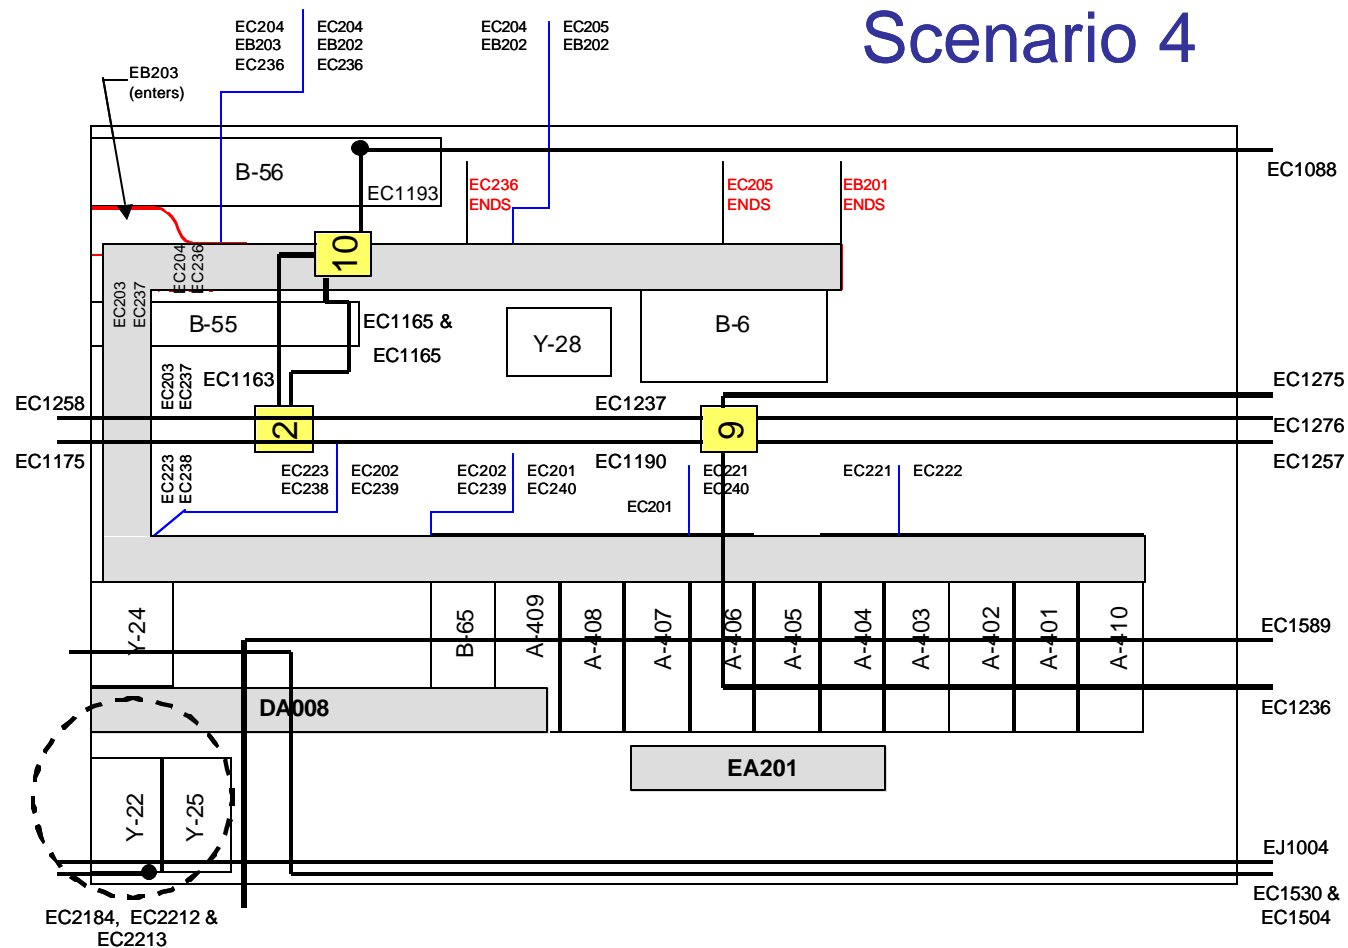 Scenario 4
EC204
EB203
EC236
EC204
EB202
EC236
EC204
EB202
EC205
EB202
EB203
(enters)
B-56
EC1193
EC1088
EC236
ENDS
EC205
ENDS
EB201
ENDS
10
EC204
EC236
EC203
EC237
B-55
EC1165 &
EC1165
Y-28
B-6
EC203
EC237
EC1163
EC1275
EC1258
EC1237
EC1276
2
9
EC1175
EC1190
EC1257
EC223
EC238
EC223
EC238
EC202
EC239
EC202
EC239
EC201
EC240
EC221
EC240
EC201
EC221
EC222
Y-24
B-65
A-409
A-408
A-407
A-406
A-405
A-404
A-403
A-402
A-401
A-410
EC1589
DA008
EC1236
EA201
Y-22
Y-25
EJ1004
EC1530 &
EC1504
EC2184, EC2212 &
EC2213